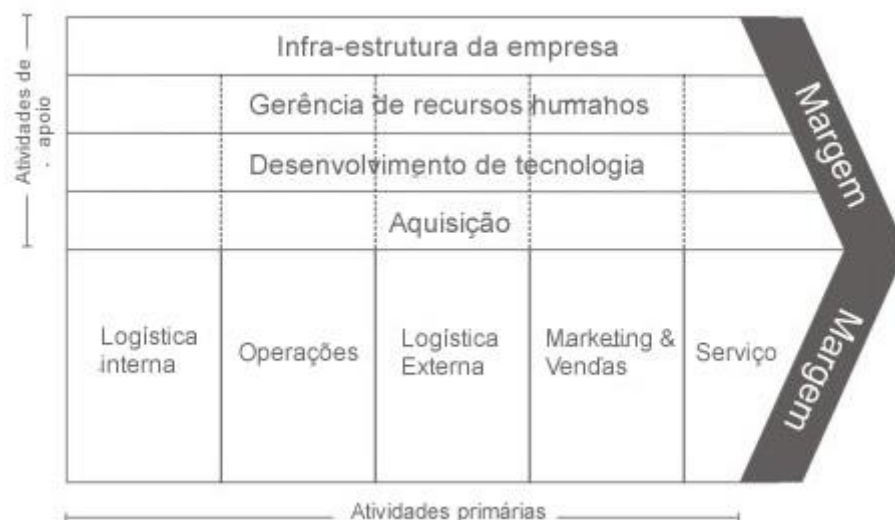 Infra-estrutura da empresa
Gerência de recursos humanos
Desenvolvimento de tecnologia
Aquisição
Atividades de
apoio
Logística
interna
Operações
Logística
Externa
Marketing &
Vendas
Serviço
Margem
Margem
Atividades primárias